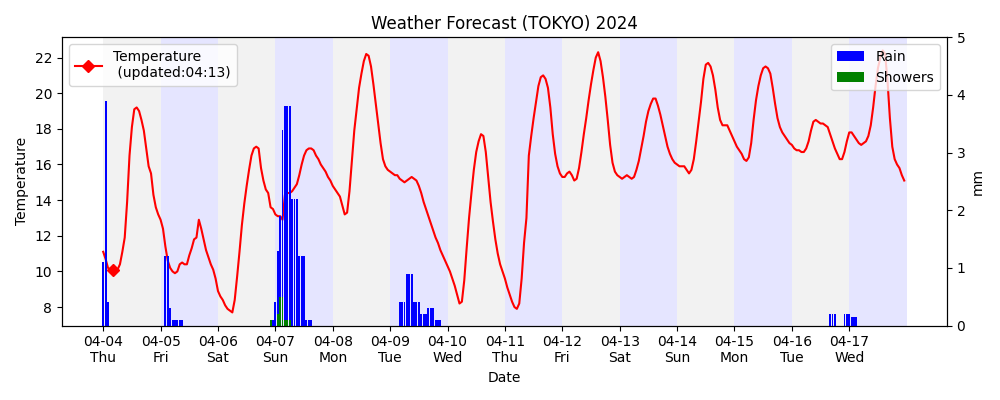 Weather Forecast (TOKYO) 2024
Temperature
(updated:04:13)
Rain
Showers
Temperature
22
20
18
16
14
12
10
8
5
4
3
2
1
0
mm
04-04 04-05 04-06 04-07 04-08 04-09 04-10 04-11 04-12 04-13 04-14 04-15 04-16 04-17
Thu Fri Sat Sun Mon Tue Wed Thu Fri Sat Sun Mon Tue Wed
Date